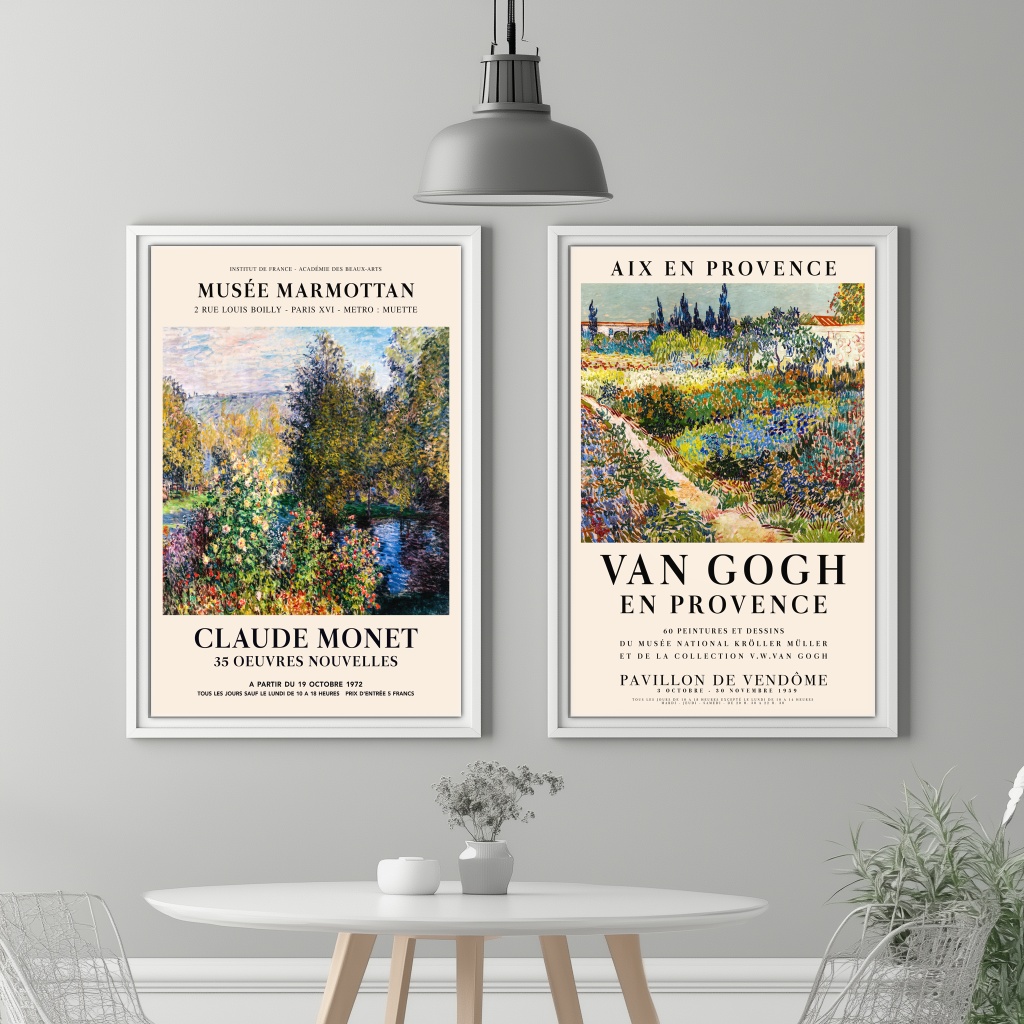 INSTITUT DE FRANCE - ACADÉMIE DES BEAUX-ARTS
MUSÉE MARMOTTAN
2 RUE LOUIS BOILLY - PARIS XVI - METRO : MUETTE
CLAUDE MONET
35 OEUVRES NOUVELLES
A PARTIR DU 19 OCTOBRE 1972
TOUS LES JOURS SAUF LE LUNDI DE 10 A 18 HEURES PRIX D'ENTRÉE 5 FRANCS
AIX EN PROVENCE
VAN GOGH
EN PROVENCE
60 PEINTURES ET DESSINS
DU MUSÉE NATIONAL KRÖLLER MÜLLER
ET DE LA COLLECTION V.W.VAN GOGH
PAVILLON DE VENDÔME
3 OCTOBRE - 30 NOVEMBRE 1959